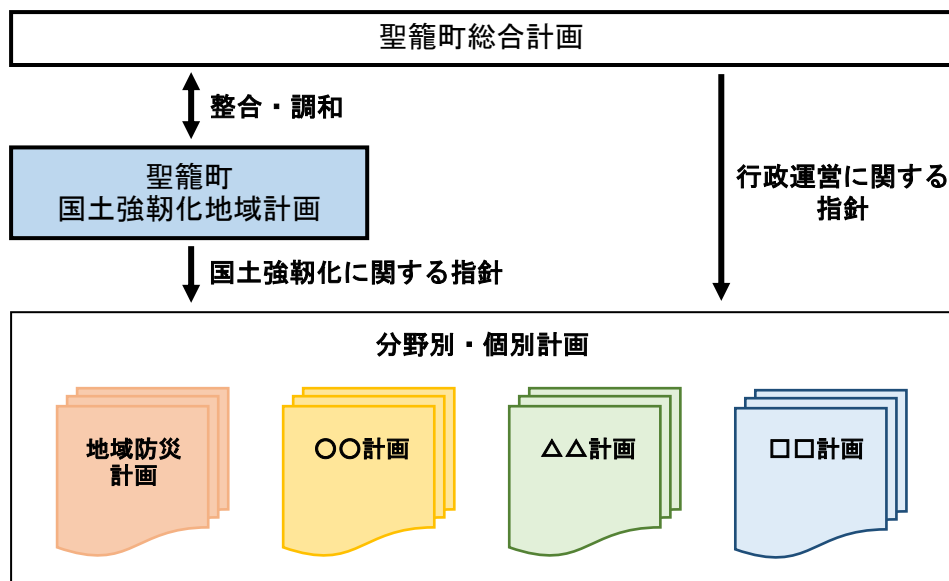 聖籠町総合計画
整合・調和
聖籠町
国土強靭化地域計画
行政運営に関する
指針
国土強靭化に関する指針
分野別・個別計画
地域防災
計画
〇〇計画
△△計画
□□計画